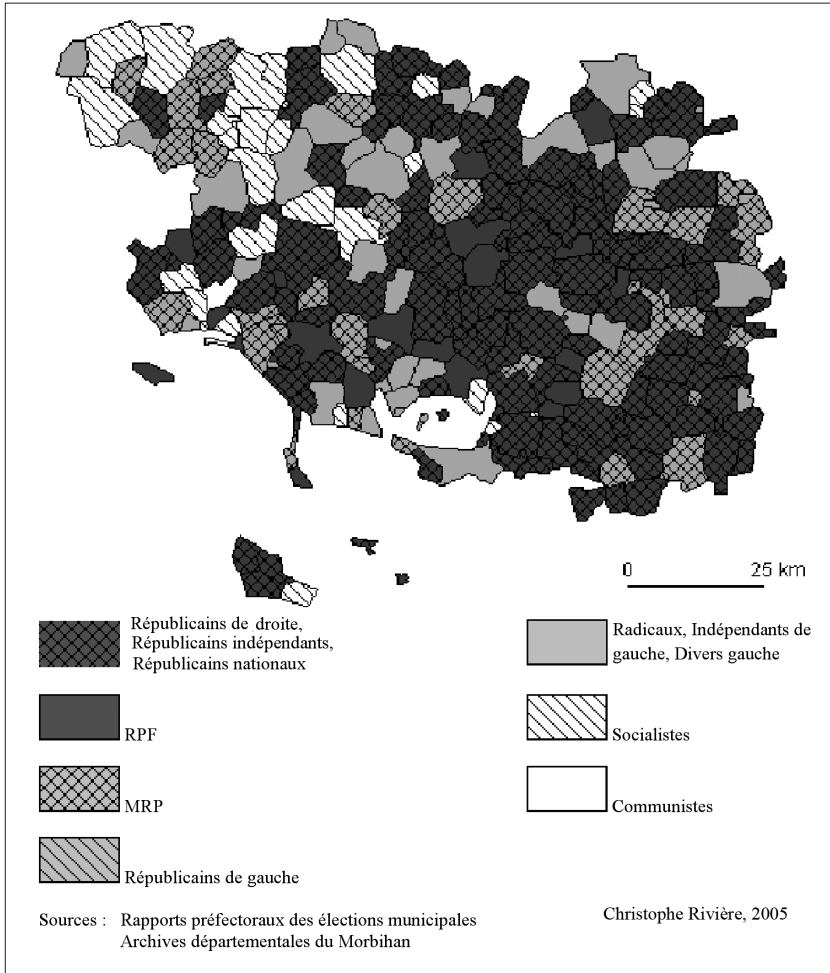 0 25 km
Républicains de droite,
Républicains indépendants,
Républicains nationaux
RPF
MRP
Républicains de gauche
Radicaux, Indépendants de
gauche, Divers gauche
Socialistes
Communistes
Sources : Rapports préfectoraux des élections municipales
Archives départementales du Morbihan
Christophe Rivière, 2005